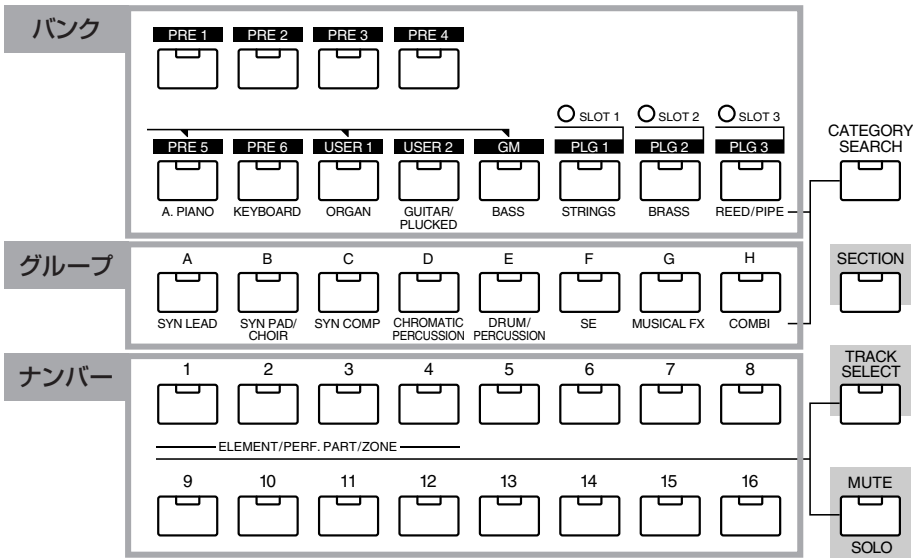 バンク
PRE 1 PRE 2 PRE 3 PRE 4
SLOT 1 SLOT 2 SLOT 3
PRE 5 PRE 6 USER 1 USER 2 GM PLG 1 PLG 2 PLG 3
A. PIANO KEYBOARD ORGAN GUITAR/ BASS STRINGS BRASS REED/PIPE
PLUCKED
CATEGORY
SEARCH
グループ
A B C D E F G H
SYN LEAD SYN PAD/ SYN COMP CHROMATIC DRUM/ SE MUSICAL FX COMBI
CHOIR PERCUSSION PERCUSSION
SECTION
ナンバー
1 2 3 4 5 6 7 8
TRACK
SELECT
ELEMENT/PERF. PART/ZONE
9 10 11 12 13 14 15 16
MUTE
SOLO